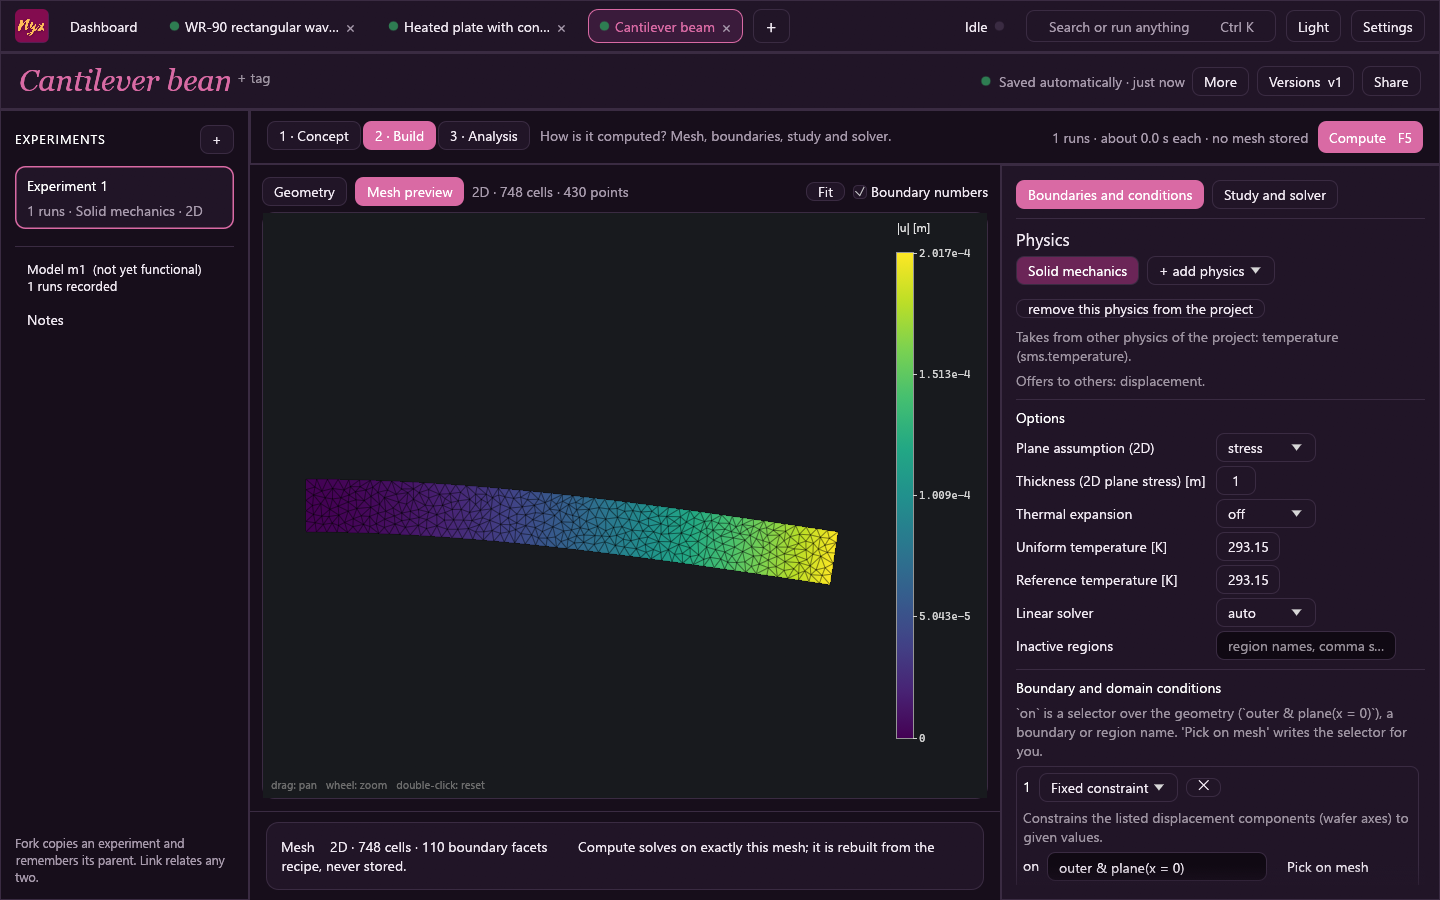 Nyx
Dashboard
WR-90 rectangular wav... ×
Heated plate with con... ×
Cantilever beam ×
+
Idle
Search or run anything Ctrl K
Light
Settings
Cantilever bean
+ tag
Saved automatically · just now
More
Versions v1
Share
EXPERIMENTS
+
Experiment 1
1 runs · Solid mechanics · 2D
Model m1 (not yet functional)
1 runs recorded
Notes
Fork copies an experiment and
remembers its parent. Link relates any
two.
1 · Concept
2 · Build
3 · Analysis
How is it computed? Mesh, boundaries, study and solver.
1 runs · about 0.0 s each · no mesh stored
Compute F5
Geometry
Mesh preview
2D · 748 cells · 430 points
Fit
Boundary numbers
|u| [m]
2.017e-4
1.513e-4
1.009e-4
5.043e-5
0
drag: pan wheel: zoom double-click: reset
Mesh 2D · 748 cells · 110 boundary facets Compute solves on exactly this mesh; it is rebuilt from the
recipe, never stored.
Boundaries and conditions
Study and solver
Physics
Solid mechanics
+ add physics
remove this physics from the project
Takes from other physics of the project: temperature
(sms.temperature).
Offers to others: displacement.
Options
Plane assumption (2D) stress
Thickness (2D plane stress) [m] 1
Thermal expansion off
Uniform temperature [K] 293.15
Reference temperature [K] 293.15
Linear solver auto
Inactive regions region names, comma s...
Boundary and domain conditions
`on` is a selector over the geometry (`outer & plane(x = 0)`), a
boundary or region name. 'Pick on mesh' writes the selector for
you.
1 Fixed constraint
Constrains the listed displacement components (wafer axes) to
given values.
on outer & plane(x = 0) Pick on mesh